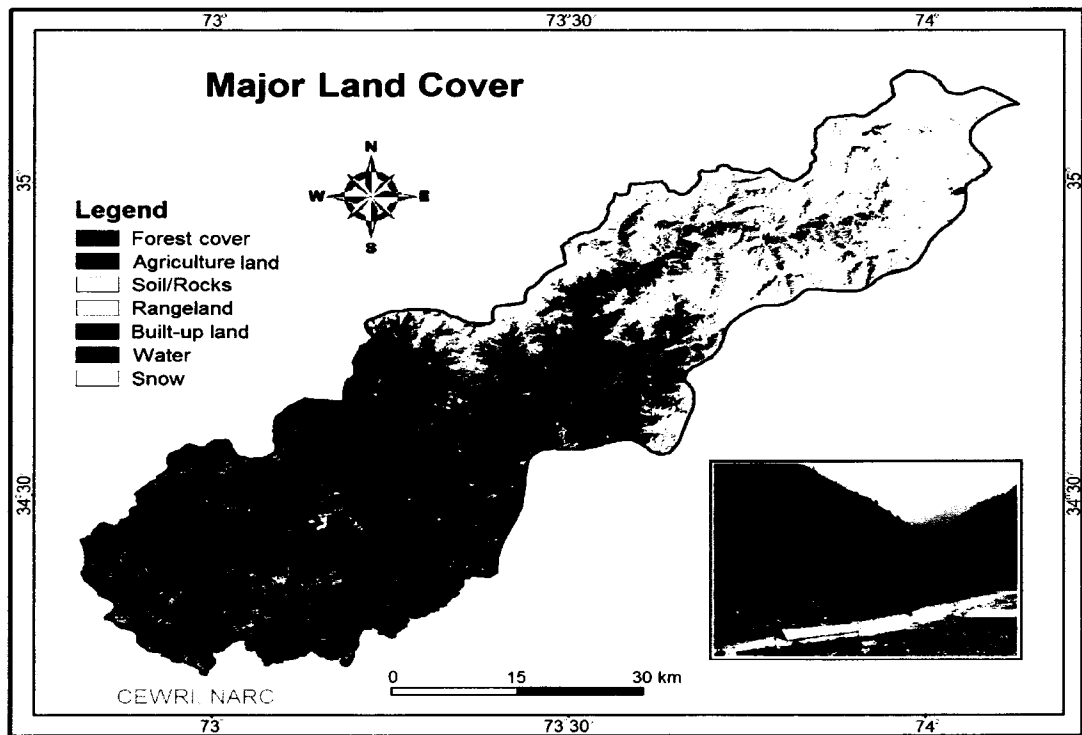 73° 73°30' 74°
Major Land Cover
N
W E
S
35° 35°
Legend
Forest cover
Agriculture land
Soil/Rocks
Rangeland
Built-up land
Water
Snow
34°30' 34°30'
0 15 30 km
CEWRI, NARC
73° 73°30' 74°